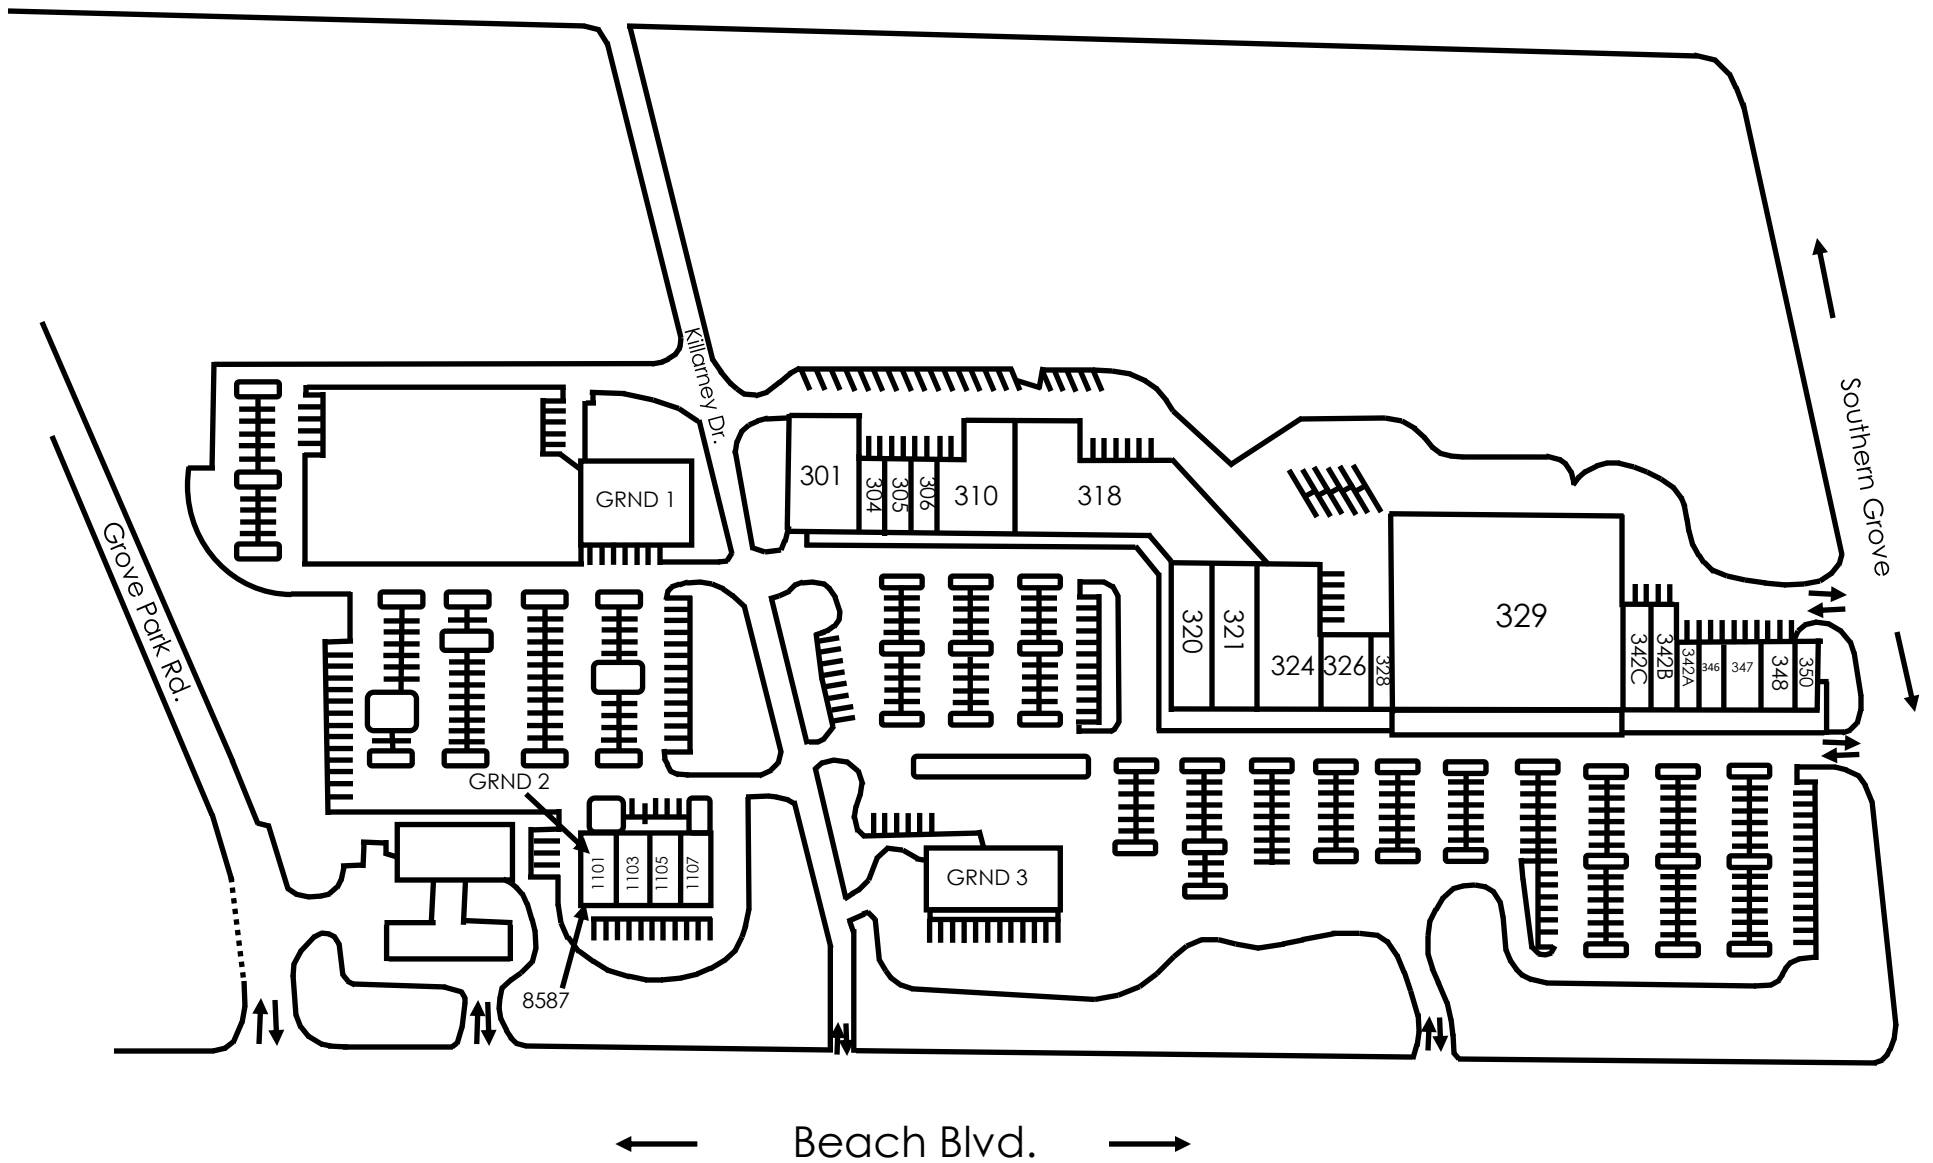 Killarney Dr.
Southern Grove
Grove Park Rd.
GRND 1
301
304
305
306
310
318
320
321
324
326
328
329
342C
342B
342A
346
347
348
350
GRND 2
1101
1103
1105
1107
8587
GRND 3
Beach Blvd.